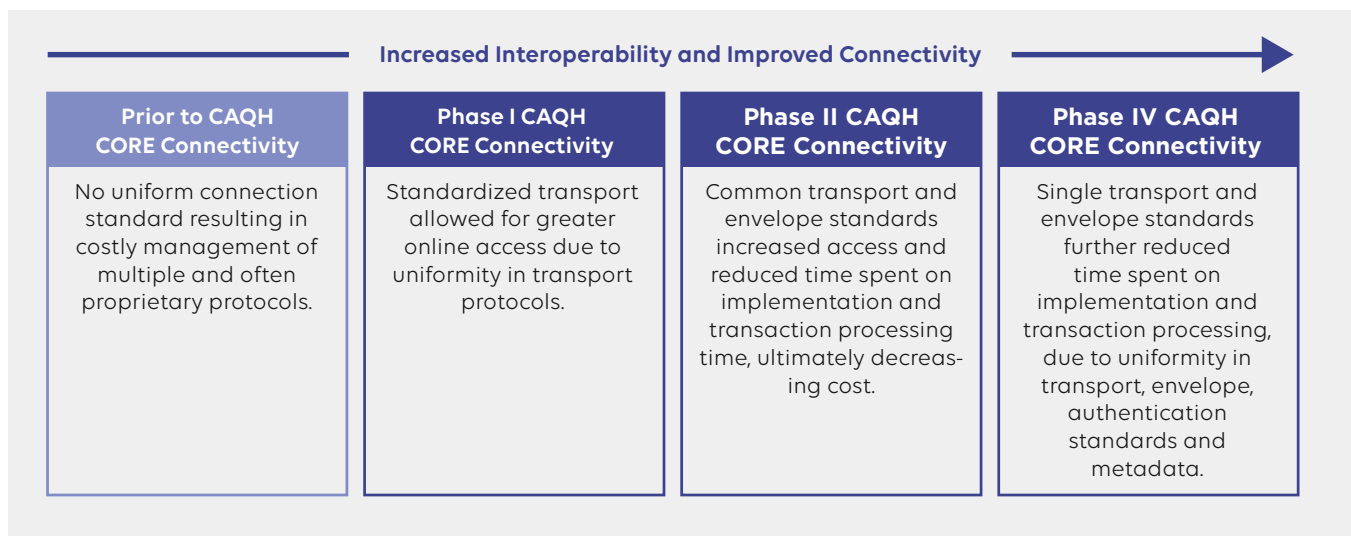 Increased Interoperability and Improved Connectivity
Prior to CAQH
CORE Connectivity
No uniform connection
standard resulting in
costly management of
multiple and often
proprietary protocols.
Phase I CAQH
CORE Connectivity
Standardized transport
allowed for greater
online access due to
uniformity in transport
protocols.
Phase II CAQH
CORE Connectivity
Common transport and
envelope standards
increased access and
reduced time spent on
implementation and
transaction processing
time, ultimately decreas-
ing cost.
Phase IV CAQH
CORE Connectivity
Single transport and
envelope standards
further reduced
time spent on
implementation and
transaction processing,
due to uniformity in
transport, envelope,
authentication
standards and
metadata.